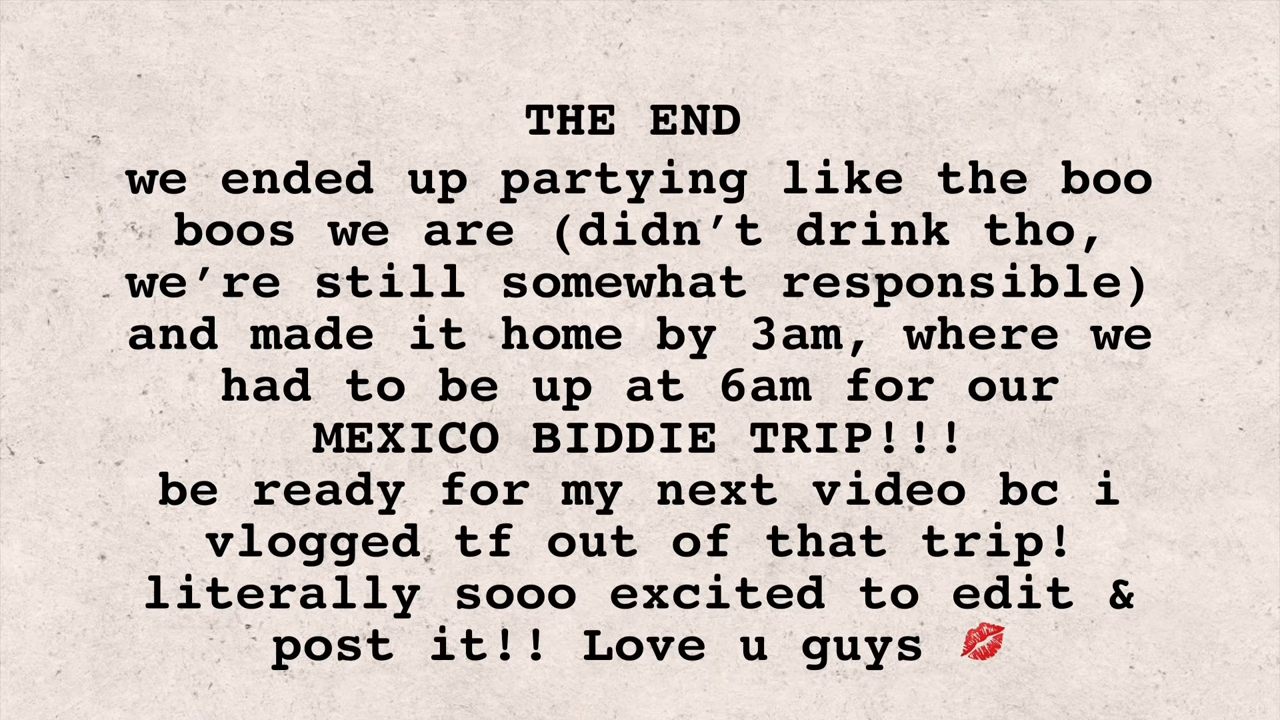 THE END
we ended up partying like the boo
boos we are (didn’t drink tho,
we’re still somewhat responsible)
and made it home by 3am, where we
had to be up at 6am for our
MEXICO BIDDIE TRIP!!!
be ready for my next video bc i
vlogged tf out of that trip!
literally sooo excited to edit &
post it!! Love u guys 💋